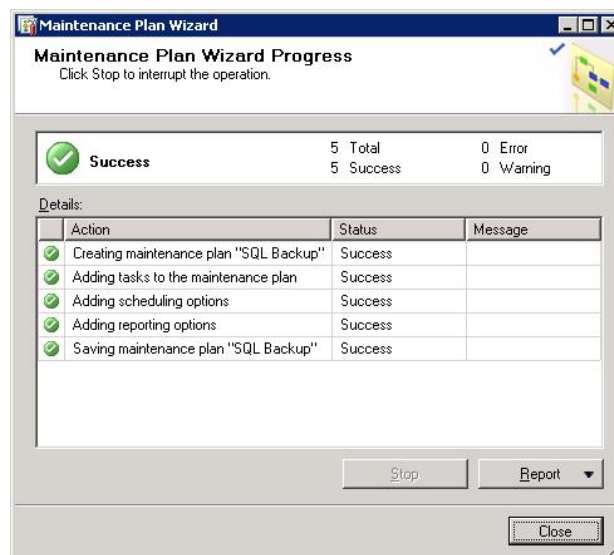 Maintenance Plan Wizard
Maintenance Plan Wizard Progress
Click Stop to interrupt the operation.
Success
5 Total 0 Error
5 Success 0 Warning
Details:
Action Status Message
Creating maintenance plan "SQL Backup" Success
Adding tasks to the maintenance plan Success
Adding scheduling options Success
Adding reporting options Success
Saving maintenance plan "SQL Backup" Success
Stop Report
Close